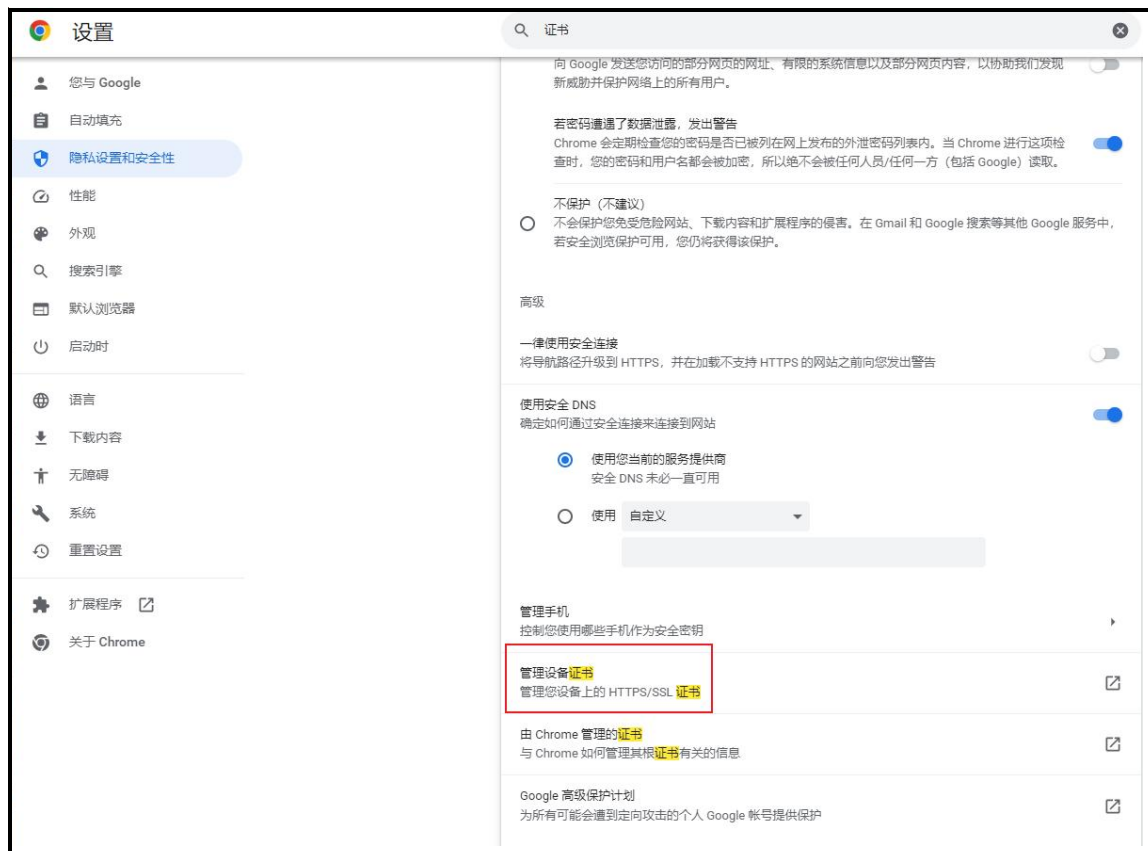 设置
证书
您与 Google
自动填充
隐私设置和安全性
性能
外观
搜索引擎
默认浏览器
启动时
语言
下载内容
无障碍
系统
重置设置
扩展程序
关于 Chrome
向 Google 发送您访问的部分网页的网址、有限的系统信息以及部分网页内容，以协助我们发现
新威胁并保护网络上的所有用户。
若密码遭遇了数据泄露，发出警告
Chrome 会定期检查您的密码是否已被列在网上发布的外泄密码列表内。当 Chrome 进行这项检
查时，您的密码和用户名都会被加密，所以绝不会被任何人员/任何一方（包括 Google）读取。
不保护（不建议）
不会保护您免受危险网站、下载内容和扩展程序的侵害。在 Gmail 和 Google 搜索等其他 Google 服务中，
若安全浏览保护可用，您仍将获得该保护。
高级
一律使用安全连接
将导航路径升级到 HTTPS，并在加载不支持 HTTPS 的网站之前向您发出警告
使用安全 DNS
确定如何通过安全连接来连接到网站
使用您当前的服务提供商
安全 DNS 未必一直可用
使用 自定义
管理手机
控制您使用哪些手机作为安全密钥
管理设备证书
管理您设备上的 HTTPS/SSL 证书
由 Chrome 管理的证书
与 Chrome 如何管理其根证书有关的信息
Google 高级保护计划
为所有可能会遭到定向攻击的个人 Google 帐号提供保护